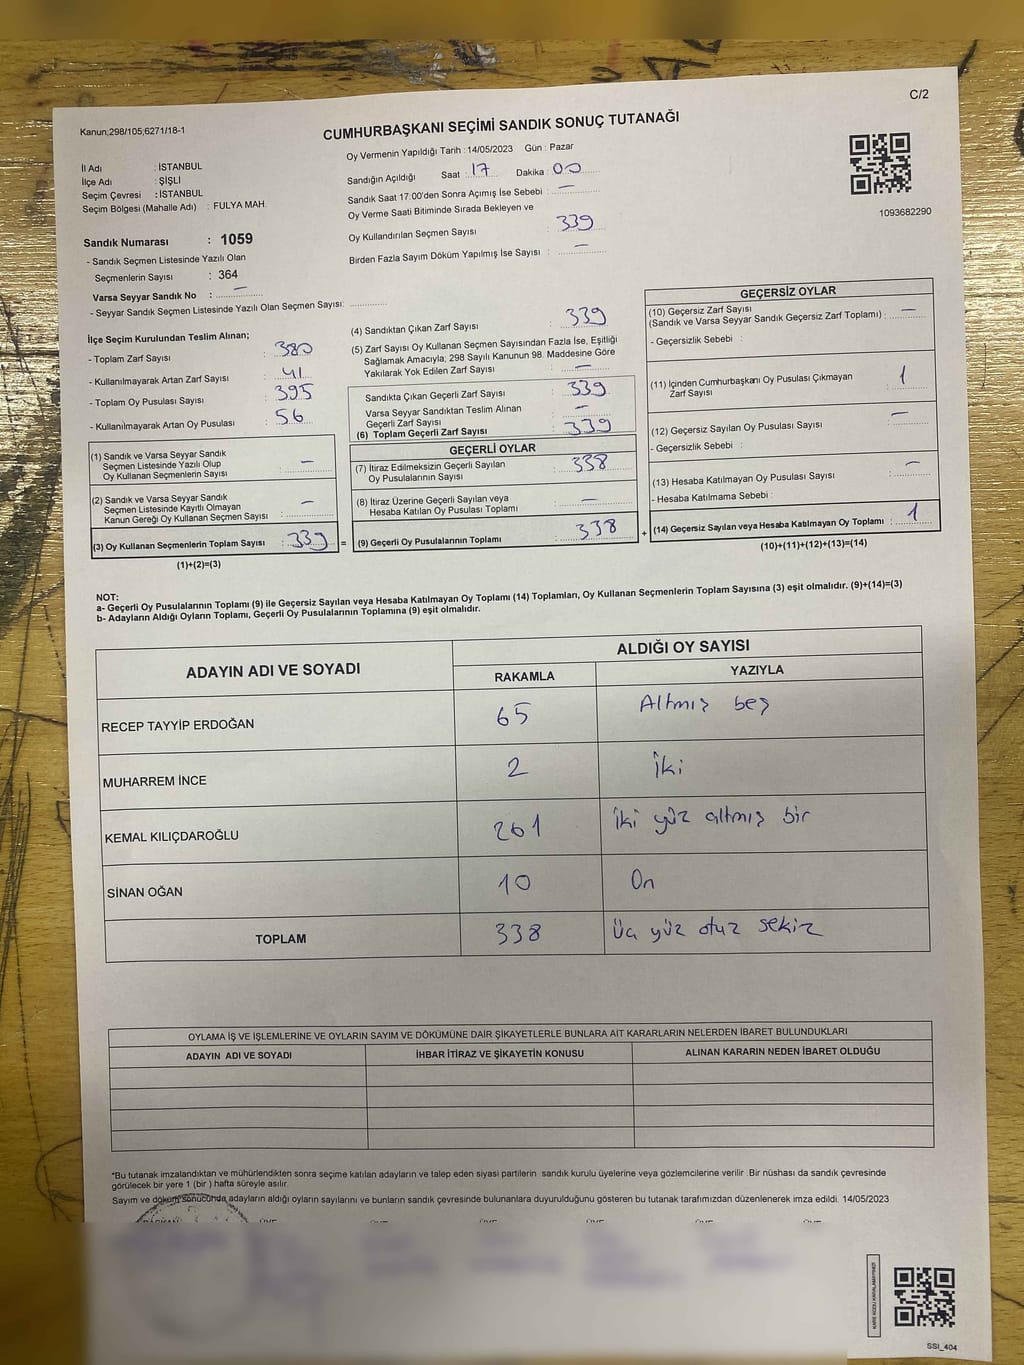 C/2
Kanun;298/105;6271/18-1
CUMHURBAŞKANI SEÇİMİ SANDIK SONUÇ TUTANAĞI
Oy Vermenin Yapıldığı Tarih : 14/05/2023 Gün : Pazar
İl Adı : İSTANBUL
İlçe Adı : ŞİŞLİ
Seçim Çevresi : İSTANBUL
Seçim Bölgesi (Mahalle Adı) : FULYA MAH.
Sandığın Açıldığı Saat : 17 Dakika : 00
Sandık Saat 17:00'den Sonra Açımış İse Sebebi : —
Oy Verme Saati Bitiminde Sırada Bekleyen ve
Oy Kullandırılan Seçmen Sayısı : 339
Birden Fazla Sayım Döküm Yapılmış İse Sayısı : —
1093682290
Sandık Numarası : 1059
- Sandık Seçmen Listesinde Yazılı Olan
Seçmenlerin Sayısı : 364
Varsa Seyyar Sandık No : —
- Seyyar Sandık Seçmen Listesinde Yazılı Olan Seçmen Sayısı:
İlçe Seçim Kurulundan Teslim Alınan;
- Toplam Zarf Sayısı : 380
- Kullanılmayarak Artan Zarf Sayısı : 41
- Toplam Oy Pusulası Sayısı : 395
- Kullanılmayarak Artan Oy Pusulası : 56
(1) Sandık ve Varsa Seyyar Sandık
Seçmen Listesinde Yazılı Olup
Oy Kullanan Seçmenlerin Sayısı : —
(2) Sandık ve Varsa Seyyar Sandık
Seçmen Listesinde Kayıtlı Olmayan
Kanun Gereği Oy Kullanan Seçmen Sayısı : —
(3) Oy Kullanan Seçmenlerin Toplam Sayısı : 339 =
(1)+(2)=(3)
(4) Sandıktan Çıkan Zarf Sayısı : 339
(5) Zarf Sayısı Oy Kullanan Seçmen Sayısından Fazla İse, Eşitliği
Sağlamak Amacıyla; 298 Sayılı Kanunun 98. Maddesine Göre
Yakılarak Yok Edilen Zarf Sayısı : —
Sandıkta Çıkan Geçerli Zarf Sayısı : 339
Varsa Seyyar Sandıktan Teslim Alınan
Geçerli Zarf Sayısı : —
(6) Toplam Geçerli Zarf Sayısı : 339
GEÇERLİ OYLAR
(7) İtiraz Edilmeksizin Geçerli Sayılan
Oy Pusulalarının Sayısı : 338
(8) İtiraz Üzerine Geçerli Sayılan veya
Hesaba Katılan Oy Pusulası Toplamı : —
(9) Geçerli Oy Pusulalarının Toplamı : 338 +
GEÇERSİZ OYLAR
(10) Geçersiz Zarf Sayısı
(Sandık ve Varsa Seyyar Sandık Geçersiz Zarf Toplamı) : —
- Geçersizlik Sebebi :
(11) İçinden Cumhurbaşkanı Oy Pusulası Çıkmayan
Zarf Sayısı : 1
(12) Geçersiz Sayılan Oy Pusulası Sayısı : —
- Geçersizlik Sebebi :
(13) Hesaba Katılmayan Oy Pusulası Sayısı : —
- Hesaba Katılmama Sebebi :
(14) Geçersiz Sayılan veya Hesaba Katılmayan Oy Toplamı : 1
(10)+(11)+(12)+(13)=(14)
NOT:
a- Geçerli Oy Pusulalarının Toplamı (9) ile Geçersiz Sayılan veya Hesaba Katılmayan Oy Toplamı (14) Toplamları, Oy Kullanan Seçmenlerin Toplam Sayısına (3) eşit olmalıdır. (9)+(14)=(3)
b- Adayların Aldığı Oyların Toplamı, Geçerli Oy Pusulalarının Toplamına (9) eşit olmalıdır.
ADAYIN ADI VE SOYADI ALDIĞI OY SAYISI
RAKAMLA YAZIYLA
RECEP TAYYİP ERDOĞAN 65 Altmış beş
MUHARREM İNCE 2 İki
KEMAL KILIÇDAROĞLU 261 İki yüz altmış bir
SİNAN OĞAN 10 On
TOPLAM 338 Üç yüz otuz sekiz
OYLAMA İŞ VE İŞLEMLERİNE VE OYLARIN SAYIM VE DÖKÜMÜNE DAİR ŞİKAYETLERLE BUNLARA AİT KARARLARIN NELERDEN İBARET BULUNDUKLARI
ADAYIN ADI VE SOYADI İHBAR İTİRAZ VE ŞİKAYETİN KONUSU ALINAN KARARIN NEDEN İBARET OLDUĞU
*Bu tutanak imzalandıktan ve mühürlendikten sonra seçime katılan adayların ve talep eden siyasi partilerin sandık kurulu üyelerine veya gözlemcilerine verilir .Bir nüshası da sandık çevresinde
görülecek bir yere 1 (bir ) hafta süreyle asılır.
Sayım ve döküm sonucunda adayların aldığı oyların sayılarını ve bunların sandık çevresinde bulunanlara duyurulduğunu gösteren bu tutanak tarafımızdan düzenlenerek imza edildi. 14/05/2023
BAŞKAN ÜYE ÜYE ÜYE ÜYE ÜYE ÜYE
KARE KODU KARALAMAYINIZ!
SSI_404